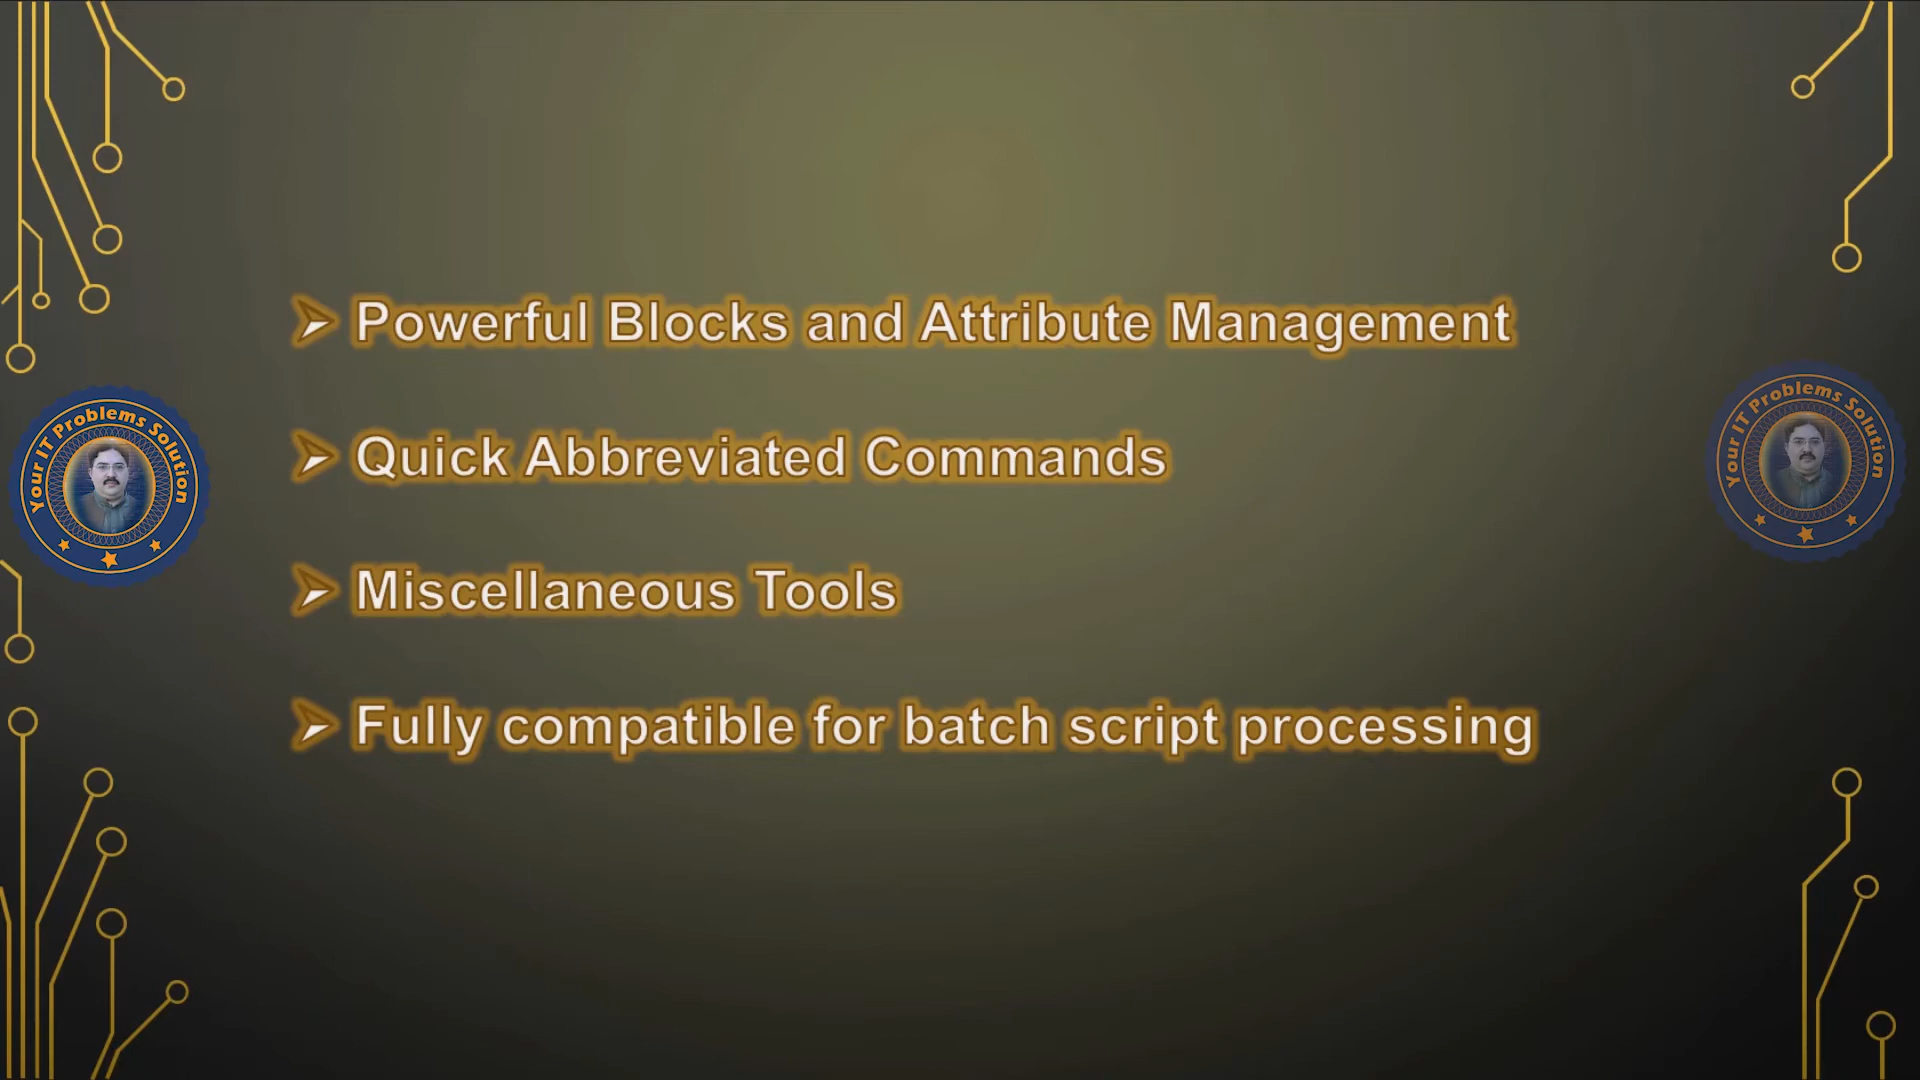 Powerful Blocks and Attribute Management
Your IT Problems Solution
Your IT Problems Solution
Quick Abbreviated Commands
Miscellaneous Tools
Fully compatible for batch script processing